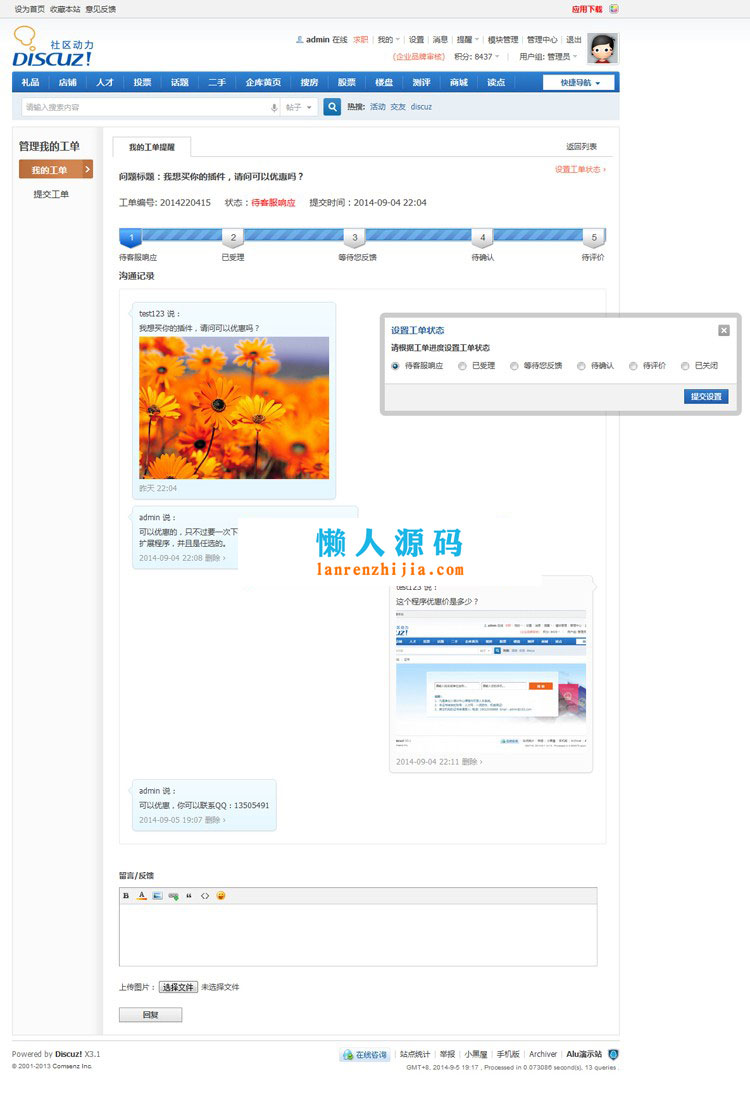 设为首页 收藏本站 意见反馈
应用下载
社区动力
DISCUZ!
admin 在线 求职 我的 设置 消息 提醒 模块管理 管理中心 退出
(企业品牌审核) 积分: 8437 用户组: 管理员
礼品 店铺 人才 投票 话题 二手 企库黄页 搜房 股票 楼盘 测评 商城 读点 快捷导航
请输入搜索内容 帖子 热搜: 活动 交友 discuz
管理我的工单
我的工单
提交工单
我的工单提醒
返回列表
问题标题：我想买你的插件，请问可以优惠吗？
设置工单状态 ›
工单编号: 2014220415 状态：待客服响应 提交时间：2014-09-04 22:04
1 2 3 4 5
待客服响应 已受理 等待您反馈 待确认 待评价
沟通记录
test123 说：
我想买你的插件，请问可以优惠吗？
昨天 22:04
设置工单状态
请根据工单进度设置工单状态
待客服响应 已受理 等待您反馈 待确认 待评价 已关闭
提交设置
admin 说：
可以优惠的，只不过要一次下
扩展程序，并且是任选的。
2014-09-04 22:08 删除 ›
懒人源码
lanrenzhijia.com
test123 说：
这个程序优惠价是多少？
2014-09-04 22:11 删除 ›
admin 说：
可以优惠，你可以联系QQ：13505491
2014-09-05 19:07 删除 ›
留言/反馈
B A “ <>
上传图片： 选择文件 未选择文件
回复
Powered by Discuz! X3.1
© 2001-2013 Comsenz Inc.
在线咨询 站点统计 举报 小黑屋 手机版 Archiver Alu演示站
GMT+8, 2014-9-5 19:17 , Processed in 0.073086 second(s), 13 queries .